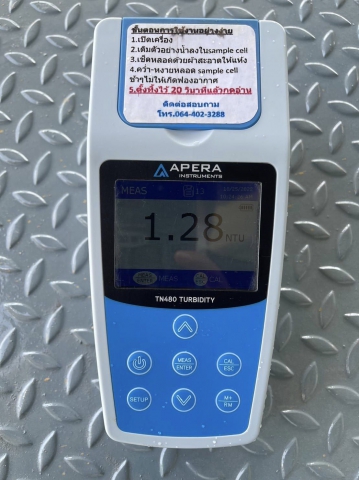 ขั้นตอนการใช้งานอย่างง่าย
1.เปิดเครื่อง
2.เติมตัวอย่างน้ำลงในsample cell
3.เช็ดหลอดด้วยผ้าสะอาดให้แห้ง
4.คว่ำ-หงายหลอด sample cell
ช้าๆไม่ให้เกิดฟองอากาศ
5.ตั้งทิ้งไว้ 20 วินาทีแล้วกดอ่าน
ติดต่อสอบถาม
โทร.064-402-3288
APERA
INSTRUMENTS
MEAS
1.28 NTU
MEAS
CAL
TN480 TURBIDITY
MEAS
ENTER
CAL
ESC
SETUP
M+
RM